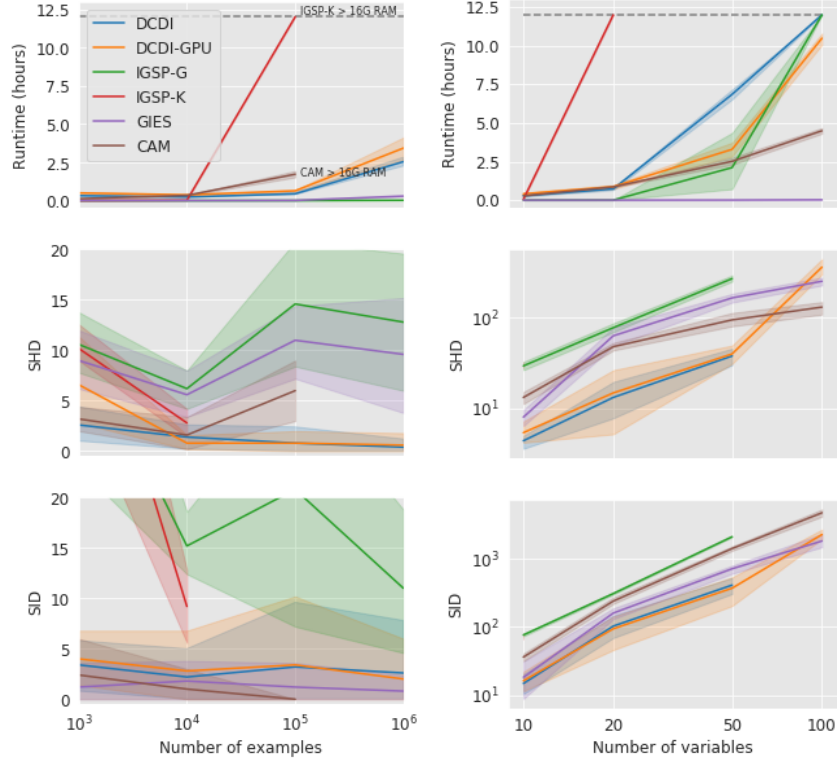 12.5
10.0
7.5
5.0
2.5
0.0
Runtime (hours)
DCDI
DCDI-GPU
IGSP-G
IGSP-K
GIES
CAM
IGSP-K > 16G RAM
CAM > 16G RAM
12.5
10.0
7.5
5.0
2.5
0.0
Runtime (hours)
20
15
10
5
0
SHD
10²
10¹
SHD
20
15
10
5
0
SID
10³ 10⁴ 10⁵ 10⁶
Number of examples
10³
10²
10¹
SID
10 20 50 100
Number of variables